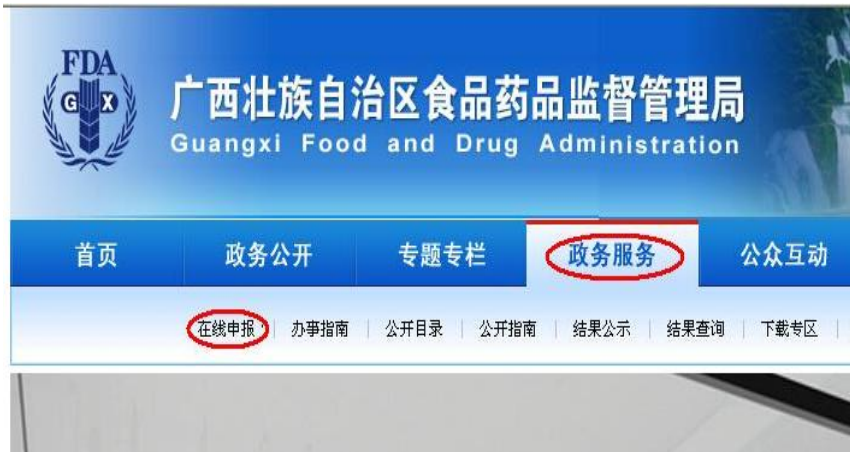 FDA
GX
广西壮族自治区食品药品监督管理局
Guangxi Food and Drug Administration
首页 政务公开 专题专栏 政务服务 公众互动
在线申报 办事指南 公开目录 公开指南 结果公示 结果查询 下载专区